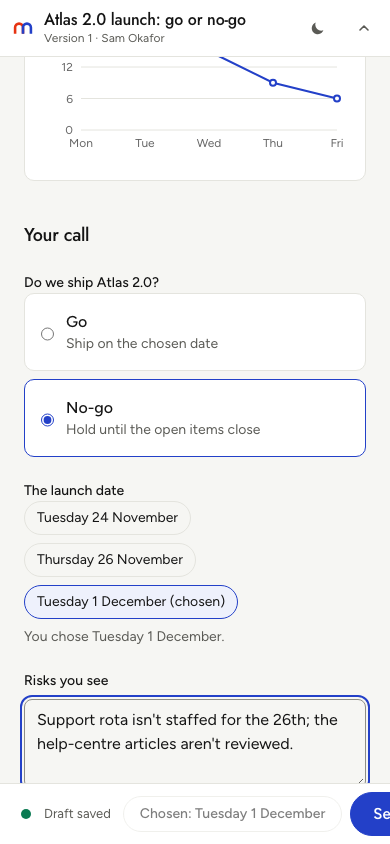 Atlas 2.0 launch: go or no-go
Version 1 · Sam Okafor
12
6
0
Mon Tue Wed Thu Fri
Your call
Do we ship Atlas 2.0?
Go
Ship on the chosen date
No-go
Hold until the open items close
The launch date
Tuesday 24 November
Thursday 26 November
Tuesday 1 December (chosen)
You chose Tuesday 1 December.
Risks you see
Support rota isn't staffed for the 26th; the
help-centre articles aren't reviewed.
Draft saved Chosen: Tuesday 1 December